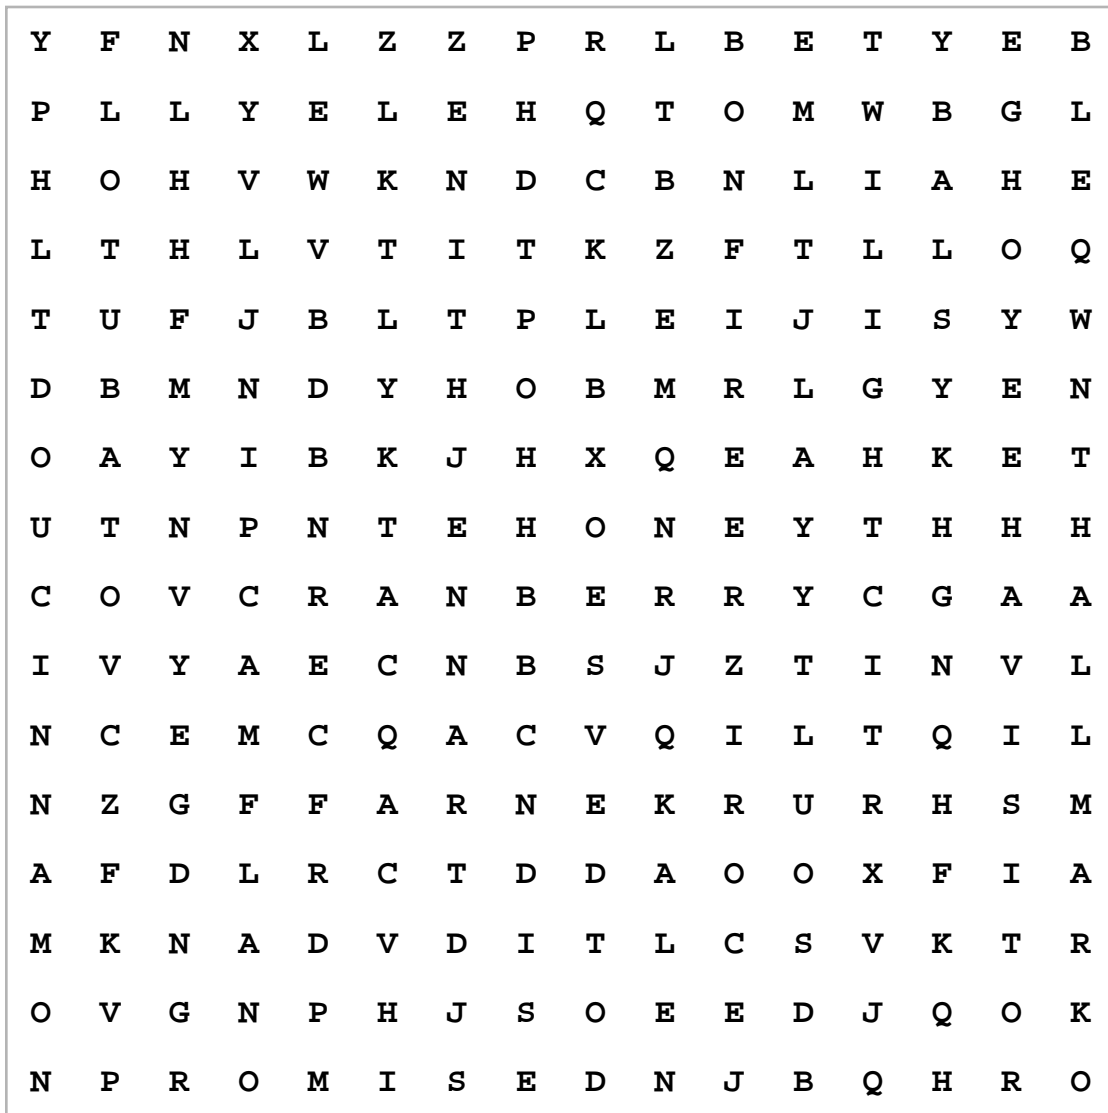 Y F N X L Z Z P R L B E T Y E B
P L L Y E L E H Q T O M W B G L
H O H V W K N D C B N L I A H E
L T H L V T I T K Z F T L L O Q
T U F J B L T P L E I J I S Y W
D B M N D Y H O B M R L G Y E N
O A Y I B K J H X Q E A H K E T
U T N P N T E H O N E Y T H H H
C O V C R A N B E R R Y C G A A
I V Y A E C N B S J Z T I N V L
N C E M C Q A C V Q I L T Q I L
N Z G F F A R N E K R U R H S M
A F D L R C T D D A O O X F I A
M K N A D V D I T L C S V K T R
O V G N P H J S O E E D J Q O K
N P R O M I S E D N J B Q H R O